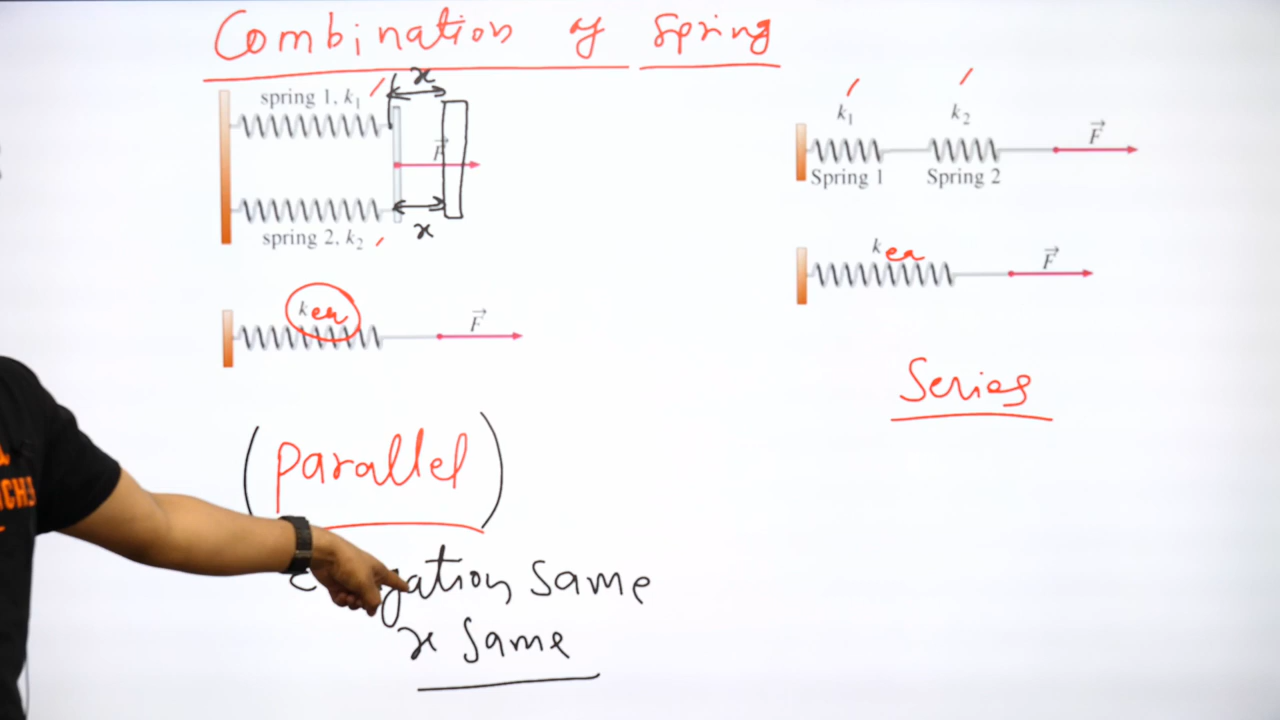 Combination of Spring
x
spring 1, k1
F
spring 2, k2
x
keq
F
(Parallel)
Same
x Same
k1 k2
F
Spring 1 Spring 2
keq
F
Series